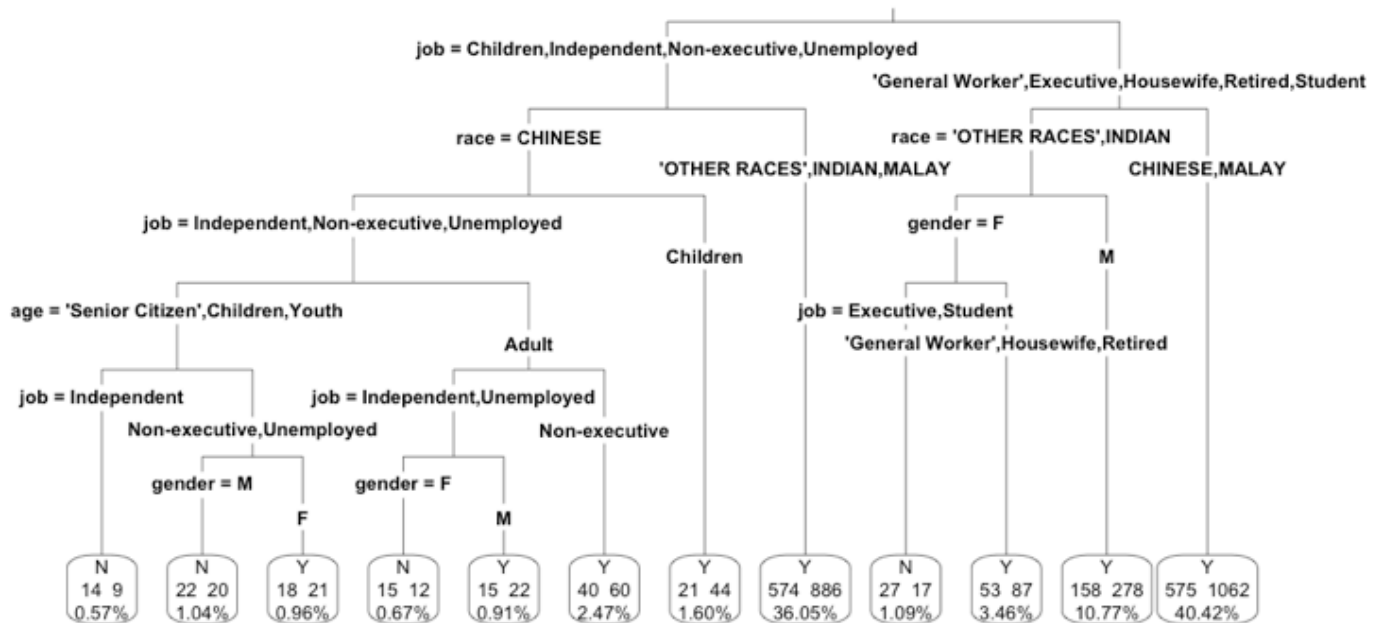 job = Children,Independent,Non-executive,Unemployed
'General Worker',Executive,Housewife,Retired,Student
race = CHINESE
race = 'OTHER RACES',INDIAN
'OTHER RACES',INDIAN,MALAY
CHINESE,MALAY
job = Independent,Non-executive,Unemployed
gender = F
Children
M
age = 'Senior Citizen',Children,Youth
job = Executive,Student
Adult
'General Worker',Housewife,Retired
job = Independent
job = Independent,Unemployed
Non-executive,Unemployed
Non-executive
gender = M
gender = F
F
M
N N Y N Y Y Y Y N Y Y Y
14 9 22 20 18 21 15 12 15 22 40 60 21 44 574 886 27 17 53 87 158 278 575 1062
0.57% 1.04% 0.96% 0.67% 0.91% 2.47% 1.60% 36.05% 1.09% 3.46% 10.77% 40.42%